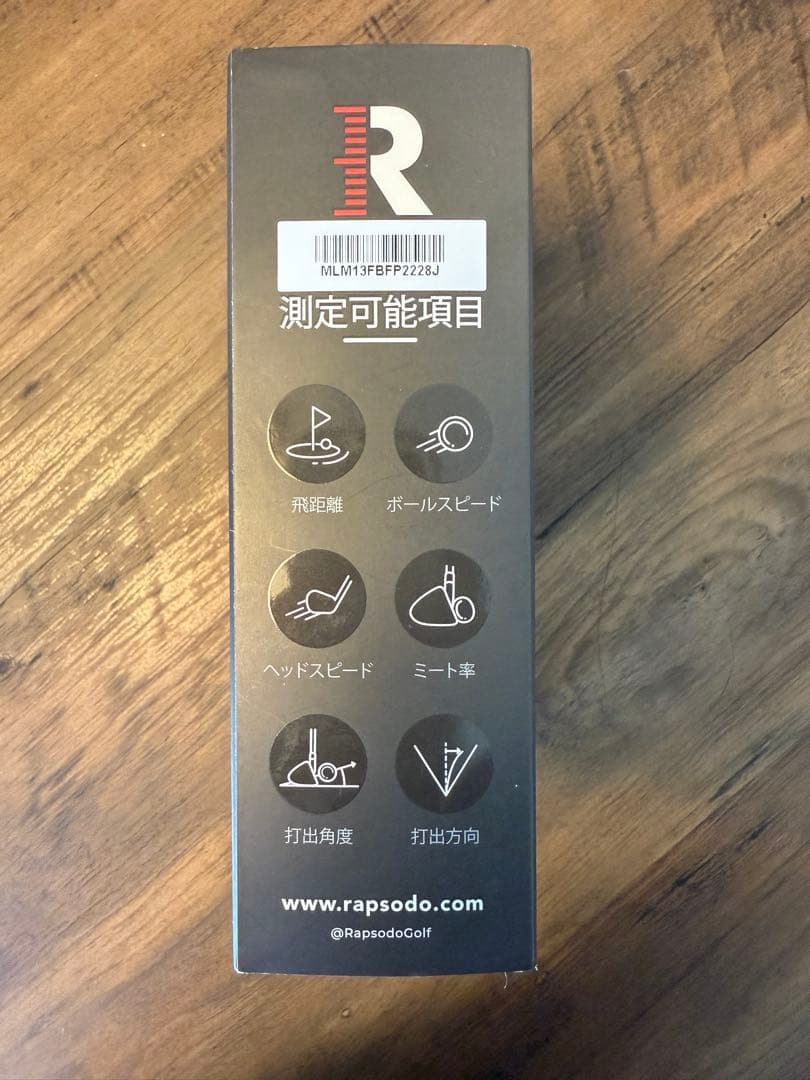 R
MLM13FBFP2228J
測定可能項目
飛距離 ボールスピード
ヘッドスピード ミート率
打出角度 打出方向
www.rapsodo.com
@RapsodoGolf